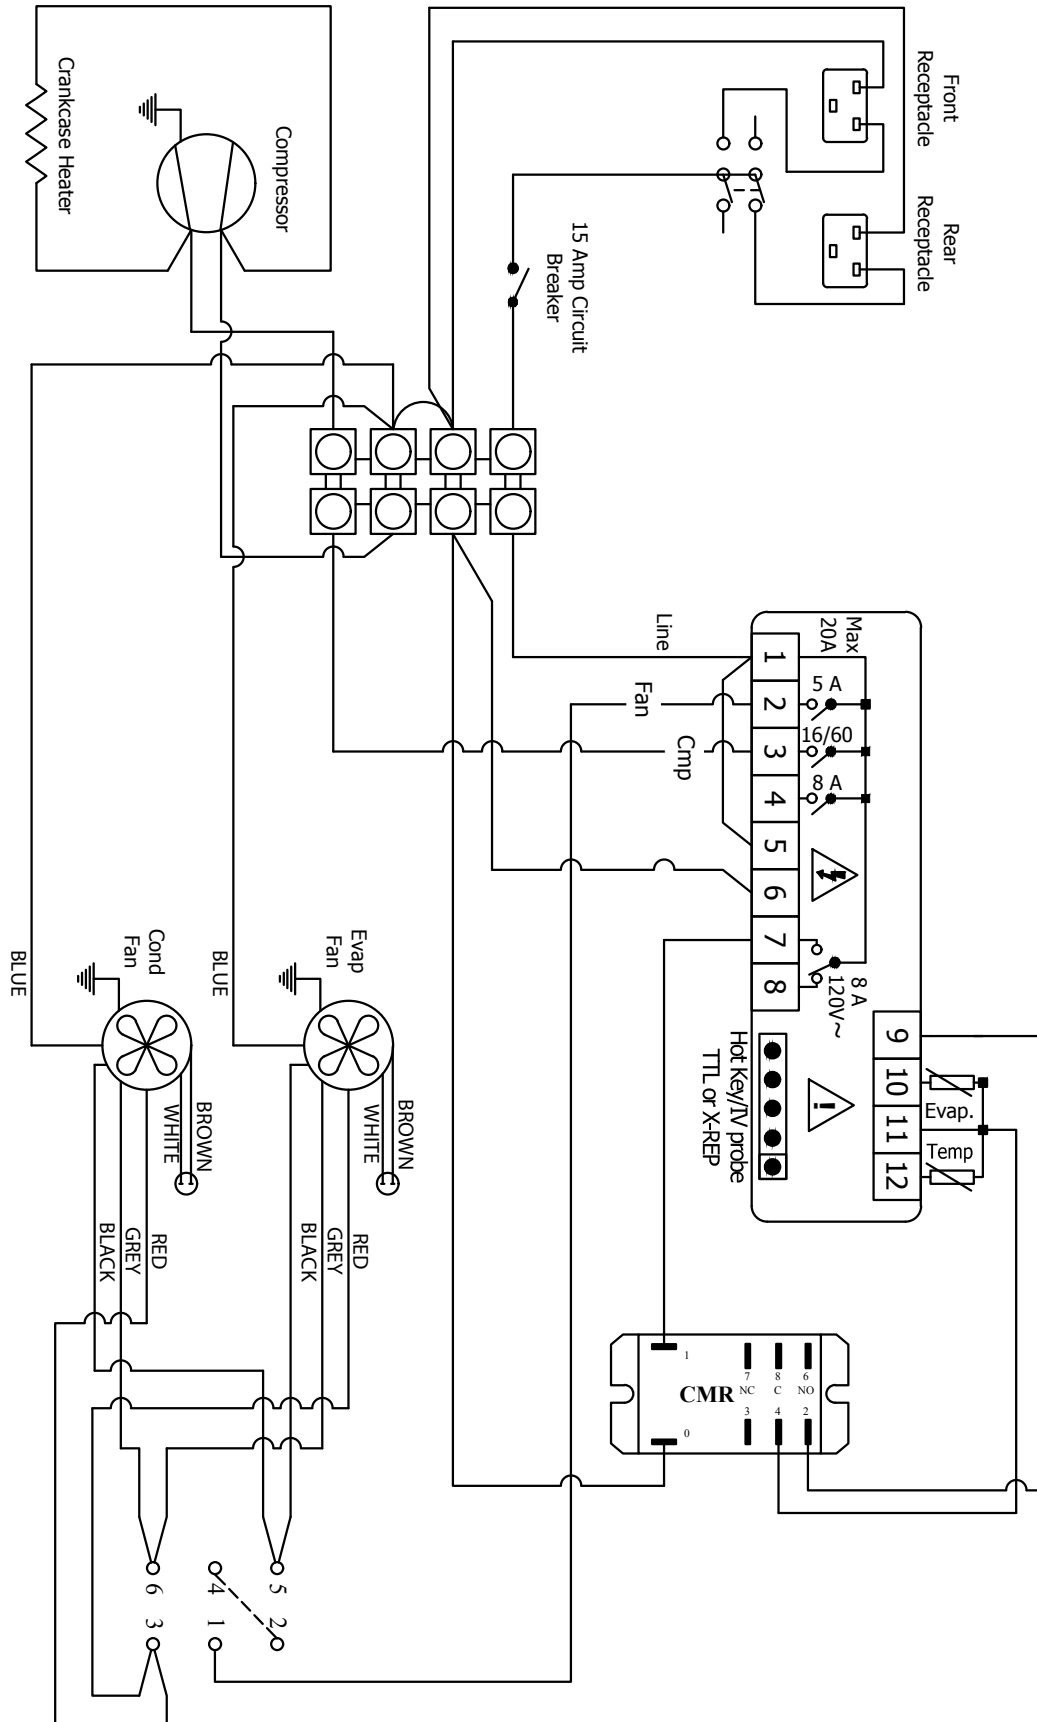 Front
Receptacle
Rear
Receptacle
Crankcase Heater
Compressor
15 Amp Circuit
Breaker
Line
Fan
Cmp
Max
20A
5 A
16/60
8 A
1
2
3
4
5
6
7
8
8 A
120V~
9
10
11
12
Evap.
Temp
!
Hot Key/IV probe
TTL or X-REP
Cond
Fan
BLUE
Evap
Fan
BLUE
BROWN
WHITE
BROWN
WHITE
RED
GREY
BLACK
RED
GREY
BLACK
CMR
1
0
7
NC
3
8
C
4
6
NO
2
5
2
4
1
6
3